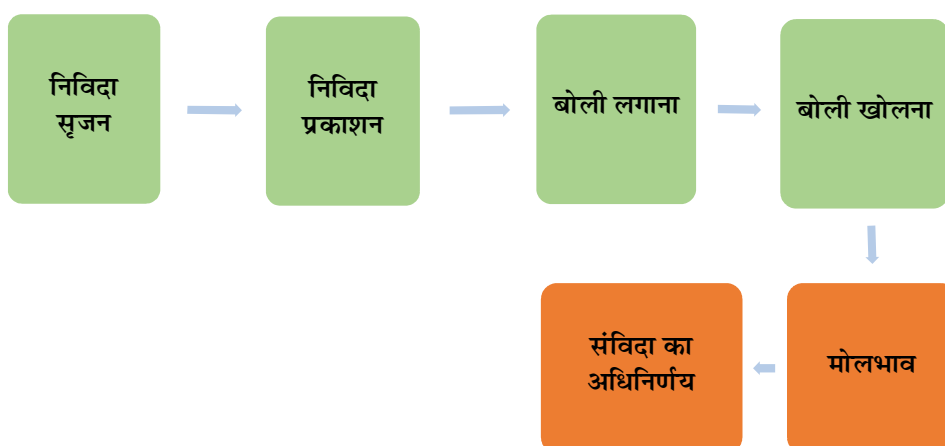 निविदा
सृजन
निविदा
प्रकाशन
बोली लगाना
बोली खोलना
मोलभाव
संविदा का
अधिनिर्णय